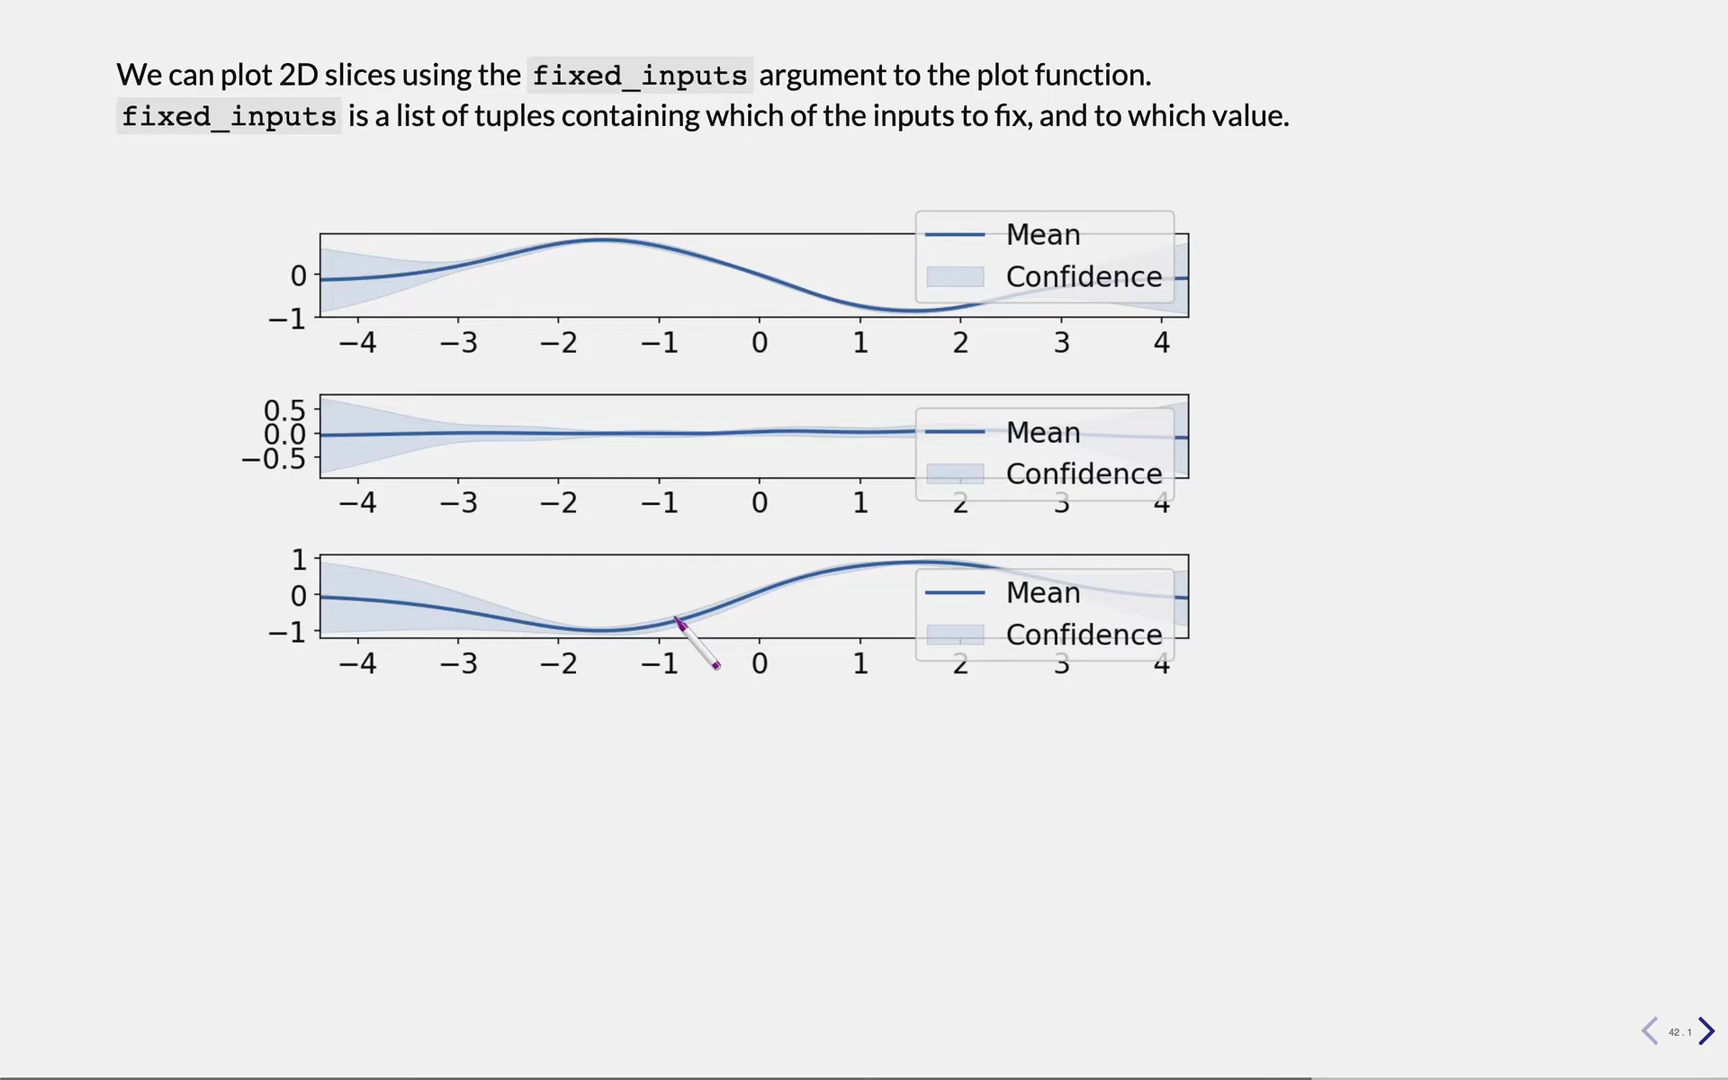 We can plot 2D slices using the fixed_inputs argument to the plot function.
fixed_inputs is a list of tuples containing which of the inputs to fix, and to which value.
Mean
Confidence
0
−1
−4 −3 −2 −1 0 1 2 3 4
0.5
0.0
−0.5
Mean
Confidence
−4 −3 −2 −1 0 1 2 3 4
1
0
−1
Mean
Confidence
−4 −3 −2 −1 0 1 2 3 4
42 . 1